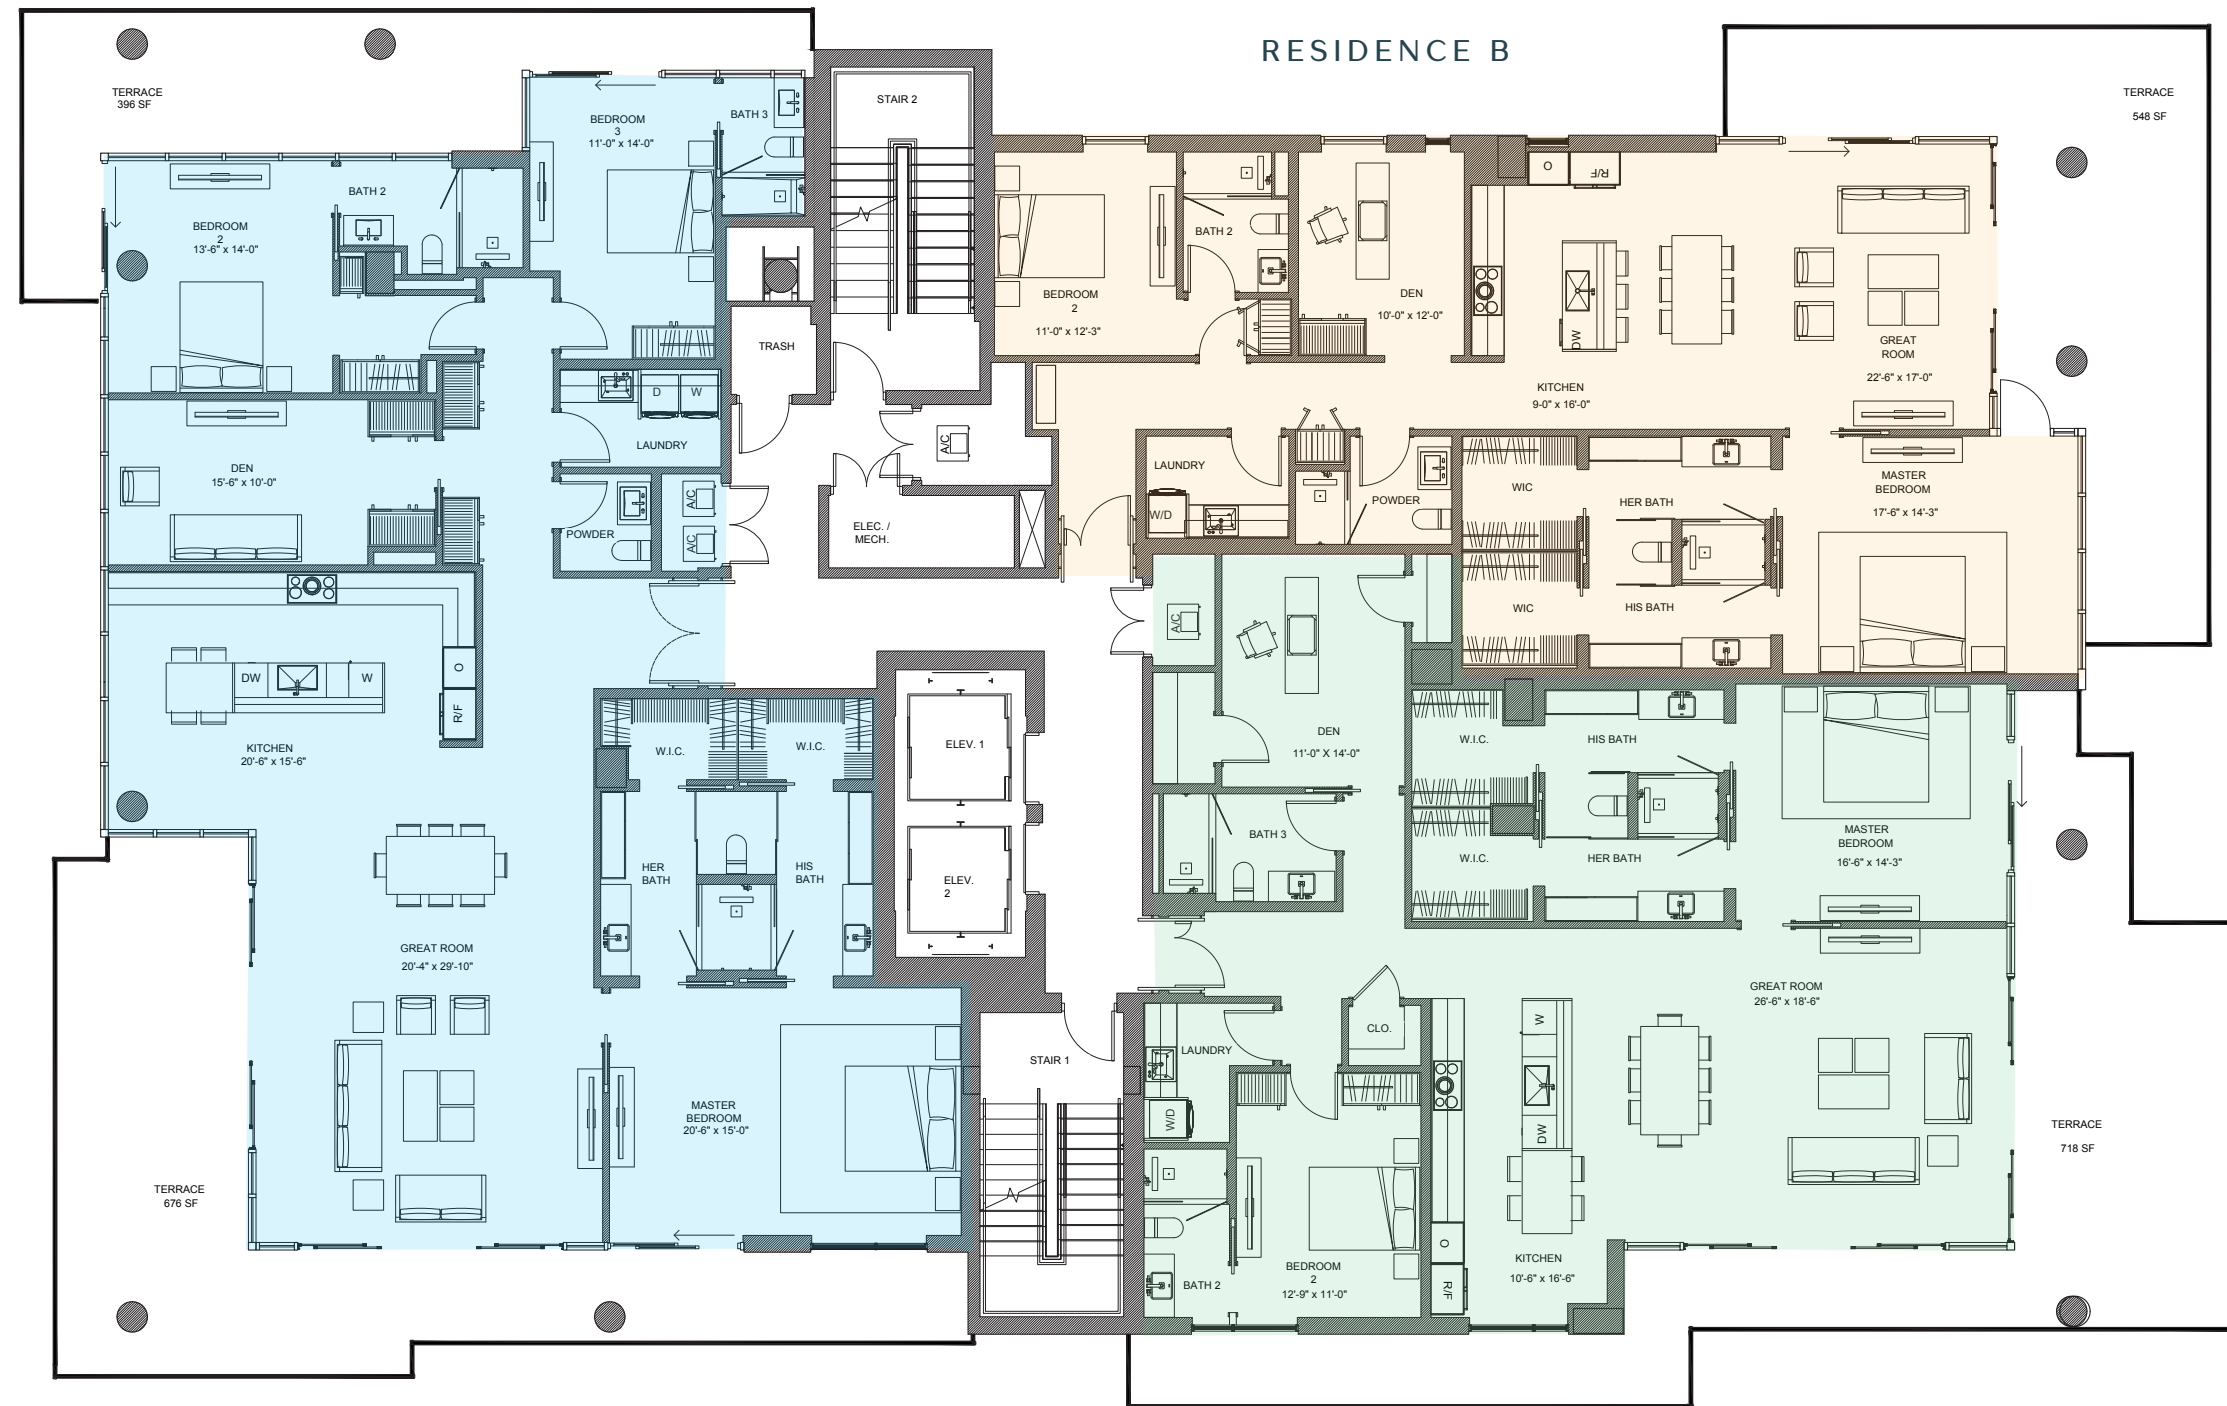 RESIDENCE B
TERRACE
396 SF
BEDROOM
3
11'-0" x 14'-0"
BATH 3
BATH 2
BEDROOM
2
13'-6" x 14'-0"
DEN
15'-6" x 10'-0"
D
W
LAUNDRY
POWDER
A/C
A/C
DW
W
O
R/F
KITCHEN
20'-6" x 15'-6"
W.I.C.
W.I.C.
HER
BATH
HIS
BATH
GREAT ROOM
20'-4" x 29'-10"
MASTER
BEDROOM
20'-6" x 15'-0"
TERRACE
676 SF
STAIR 2
TRASH
A/C
ELEC. /
MECH.
ELEV. 1
ELEV.
2
STAIR 1
BEDROOM
2
11'-0" x 12'-3"
BATH 2
DEN
10'-0" x 12'-0"
O
R/F
DW
KITCHEN
9-0" x 16'-0"
GREAT
ROOM
22'-6" x 17'-0"
TERRACE
548 SF
LAUNDRY
W/D
POWDER
WIC
HER BATH
WIC
HIS BATH
MASTER
BEDROOM
17'-6" x 14'-3"
A/C
DEN
11'-0" X 14'-0"
BATH 3
W.I.C.
HIS BATH
W.I.C.
HER BATH
MASTER
BEDROOM
16'-6" x 14'-3"
GREAT ROOM
26'-6" x 18'-6"
CLO.
LAUNDRY
W/D
W
DW
BATH 2
BEDROOM
2
12'-9" x 11'-0"
O
R/F
KITCHEN
10'-6" x 16'-6"
TERRACE
718 SF